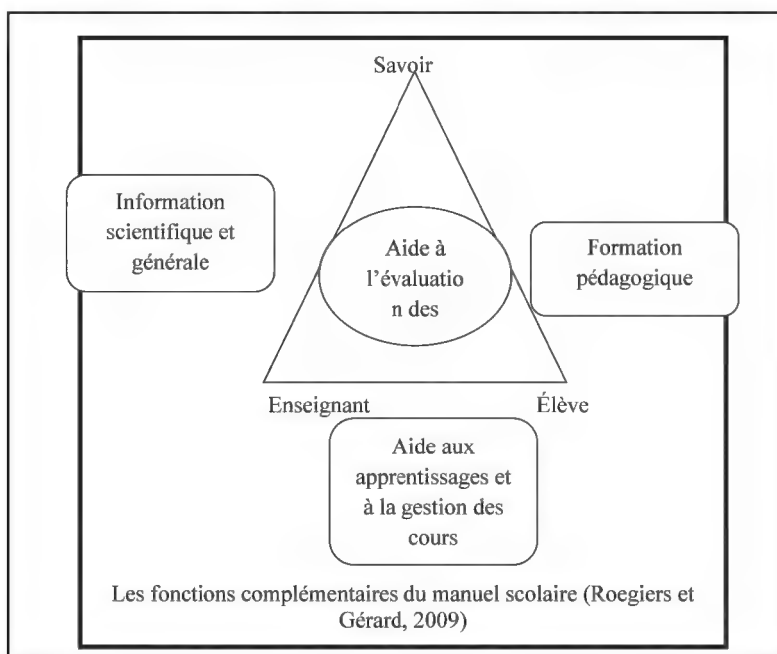 Savoir
Information
scientifique et
générale
Aide à
l'évaluatio
n des
Formation
pédagogique
Enseignant
Élève
Aide aux
apprentissages et
à la gestion des
cours
Les fonctions complémentaires du manuel scolaire (Roegiers et
Gérard, 2009)